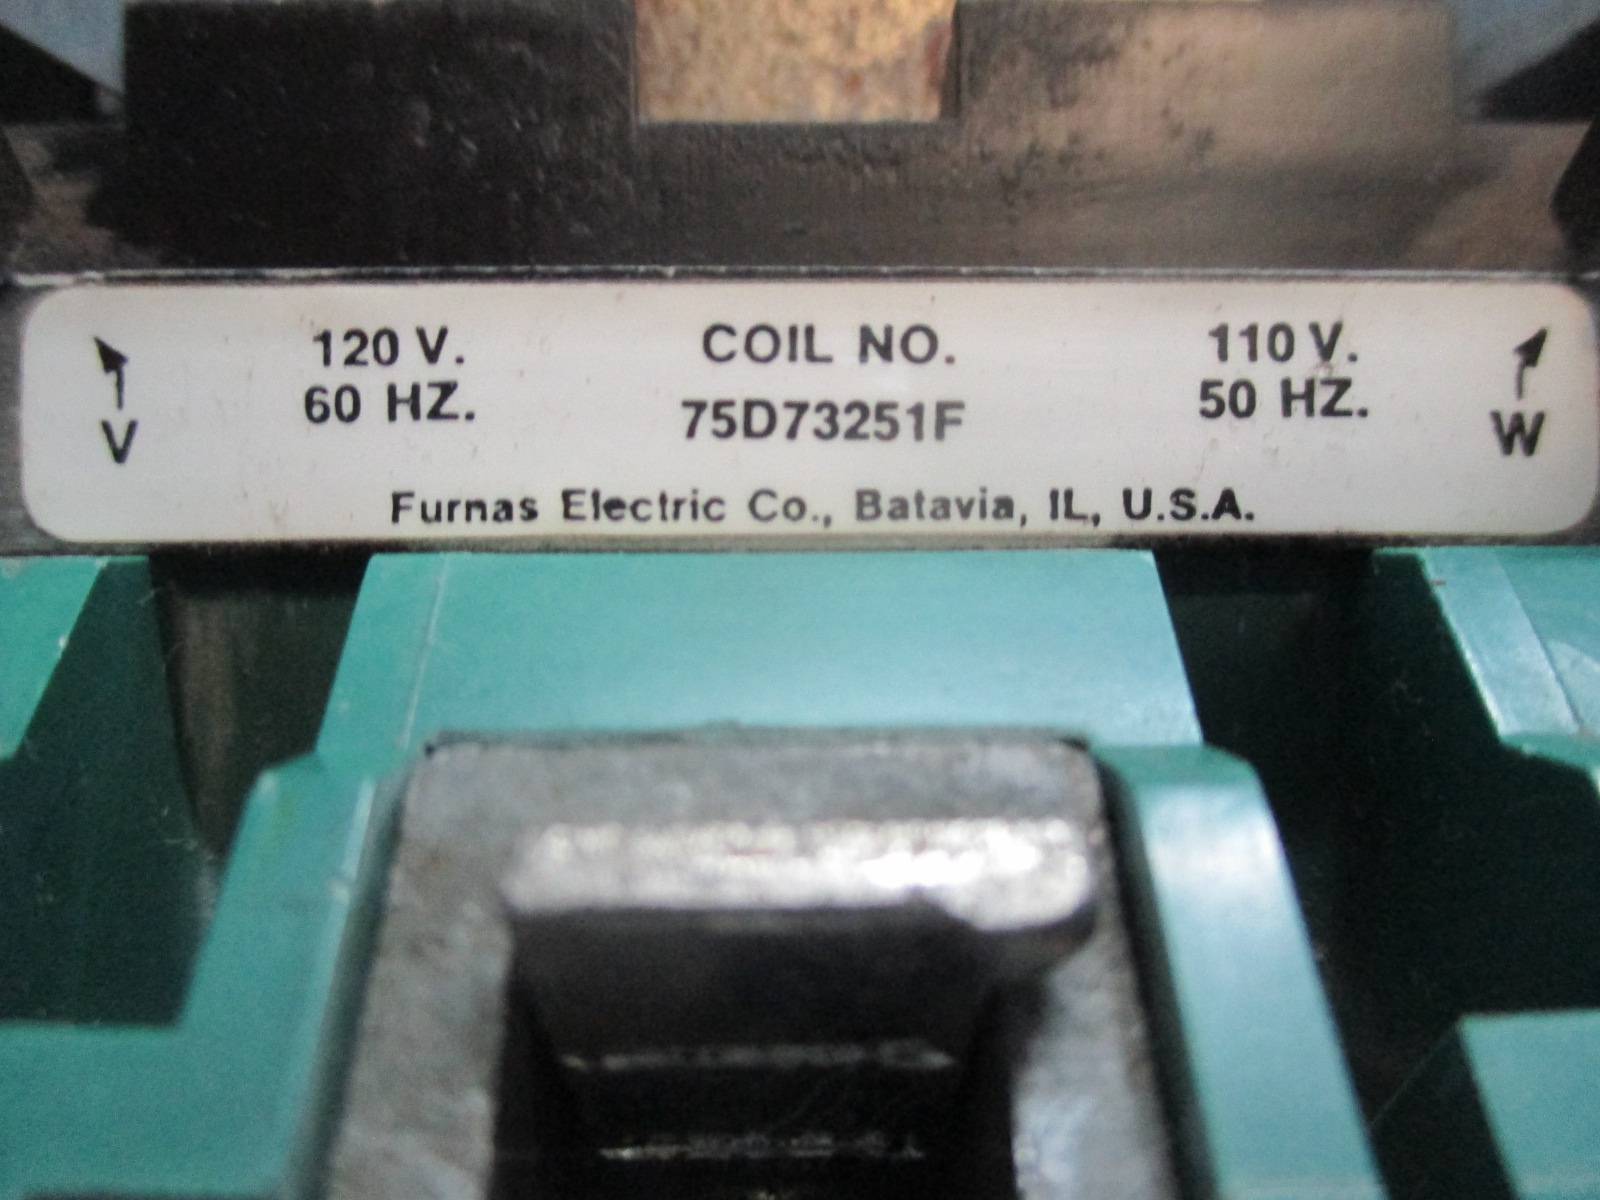 120 V.
60 HZ.
V
COIL NO.
75D73251F
110 V.
50 HZ.
W
Furnas Electric Co., Batavia, IL, U.S.A.